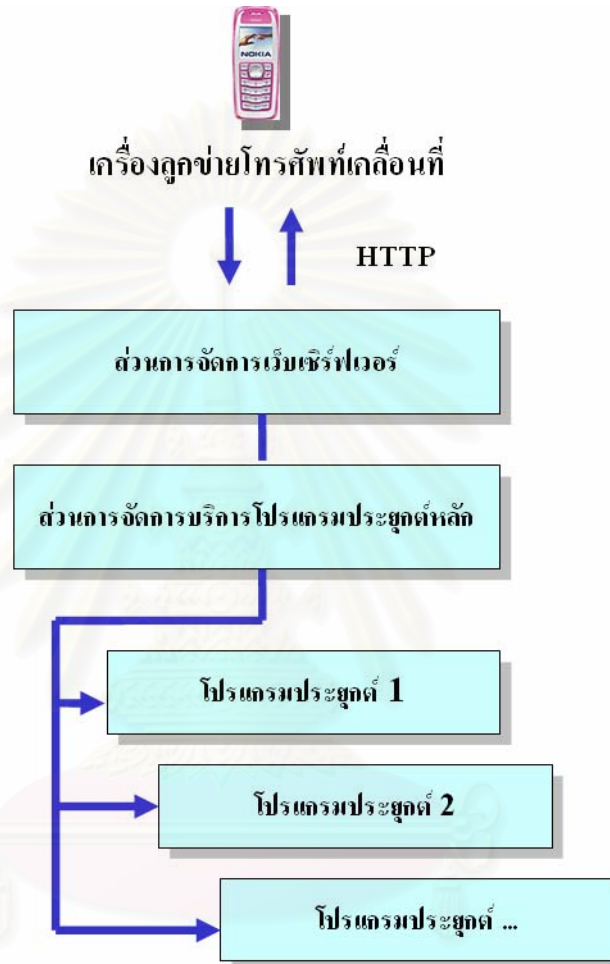 NOKIA
เครื่องลูกข่ายโทรศัพท์เคลื่อนที่
HTTP
ส่วนการจัดการเว็บเซิร์ฟเวอร์
ส่วนการจัดการบริการโปรแกรมประยุกต์หลัก
โปรแกรมประยุกต์ 1
โปรแกรมประยุกต์ 2
โปรแกรมประยุกต์ ...